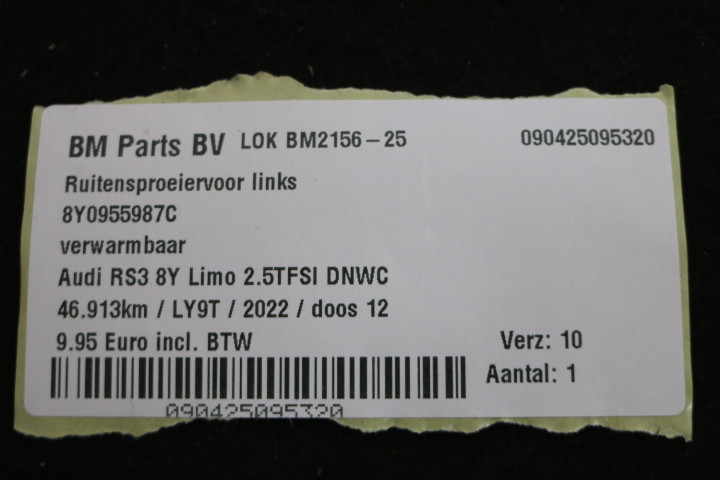 BM Parts BV LOK BM2156-25 090425095320
Ruitensproeiervoor links
8Y0955987C
verwarmbaar
Audi RS3 8Y Limo 2.5TFSI DNWC
46.913km / LY9T / 2022 / doos 12
9.95 Euro incl. BTW Verz: 10
Aantal: 1
090425095320